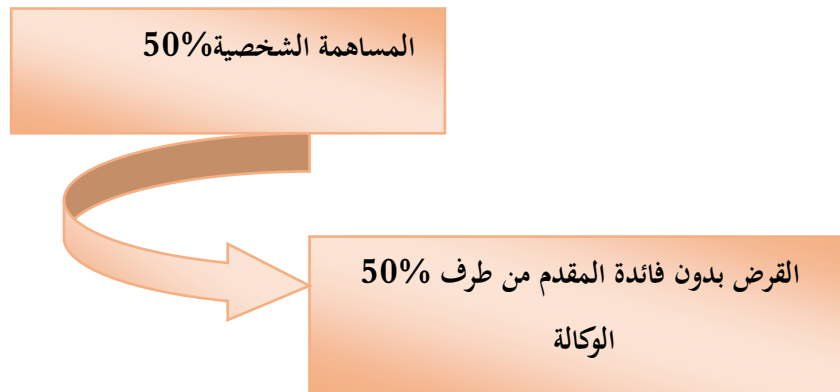 المساهمة الشخصية50%
القرض بدون فائدة المقدم من طرف 50%
الوكالة